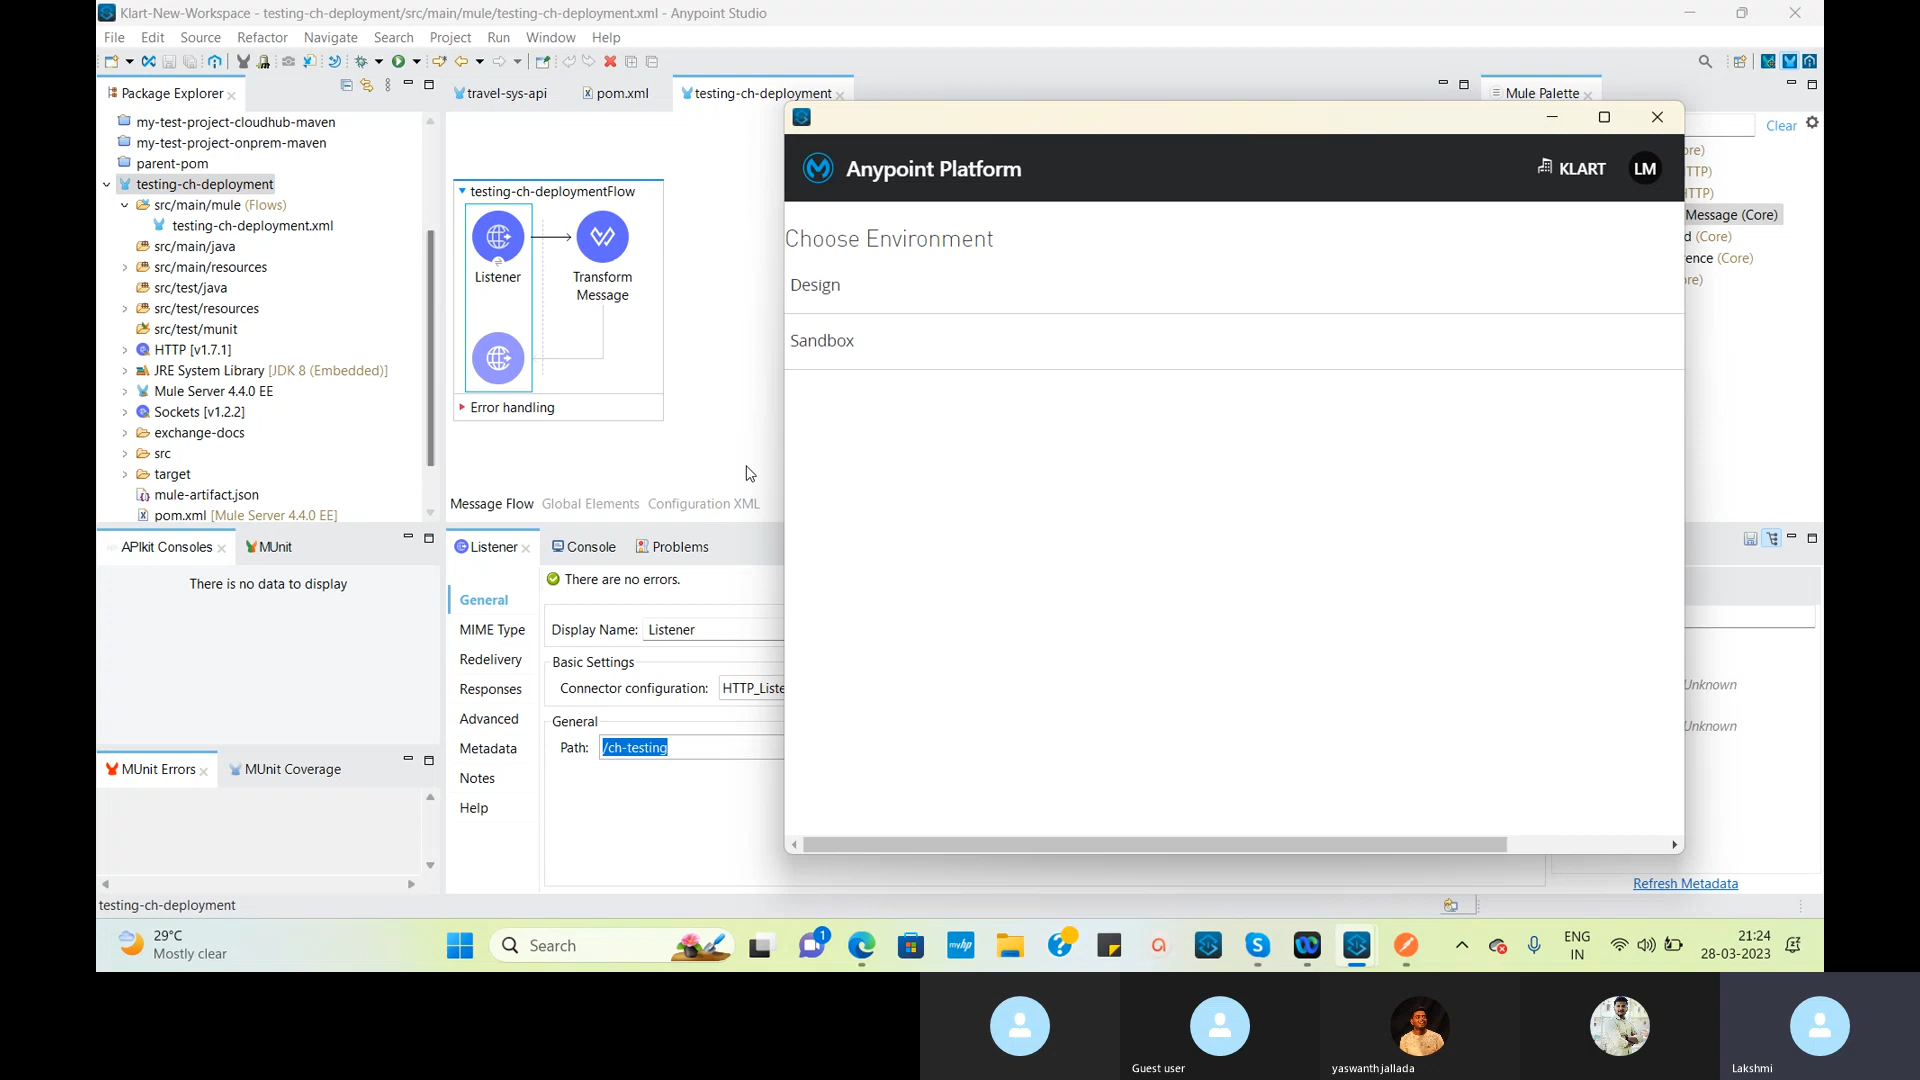 Klart-New-Workspace - testing-ch-deployment/src/main/mule/testing-ch-deployment.xml - Anypoint Studio
File Edit Source Refactor Navigate Search Project Run Window Help
Package Explorer
travel-sys-api
pom.xml
testing-ch-deployment
Mule Palette
my-test-project-cloudhub-maven
my-test-project-onprem-maven
parent-pom
testing-ch-deployment
src/main/mule (Flows)
testing-ch-deployment.xml
src/main/java
src/main/resources
src/test/java
src/test/resources
src/test/munit
HTTP [v1.7.1]
JRE System Library [JDK 8 (Embedded)]
Mule Server 4.4.0 EE
Sockets [v1.2.2]
exchange-docs
src
target
mule-artifact.json
pom.xml [Mule Server 4.4.0 EE]
testing-ch-deploymentFlow
Listener
Transform
Message
Error handling
Message Flow Global Elements Configuration XML
Anypoint Platform
KLART
LM
Choose Environment
Design
Sandbox
Clear
ore)
TTP)
TTP)
Message (Core)
d (Core)
ence (Core)
ore)
APIkit Consoles
MUnit
There is no data to display
MUnit Errors
MUnit Coverage
Listener
Console
Problems
There are no errors.
General
MIME Type
Redelivery
Responses
Advanced
Metadata
Notes
Help
Display Name: Listener
Basic Settings
Connector configuration: HTTP_Liste
General
Path: /ch-testing
Unknown
Unknown
Refresh Metadata
testing-ch-deployment
29°C
Mostly clear
Search
1
myhp
ENG
IN
21:24
28-03-2023
Guest user
yaswanth jallada
Lakshmi